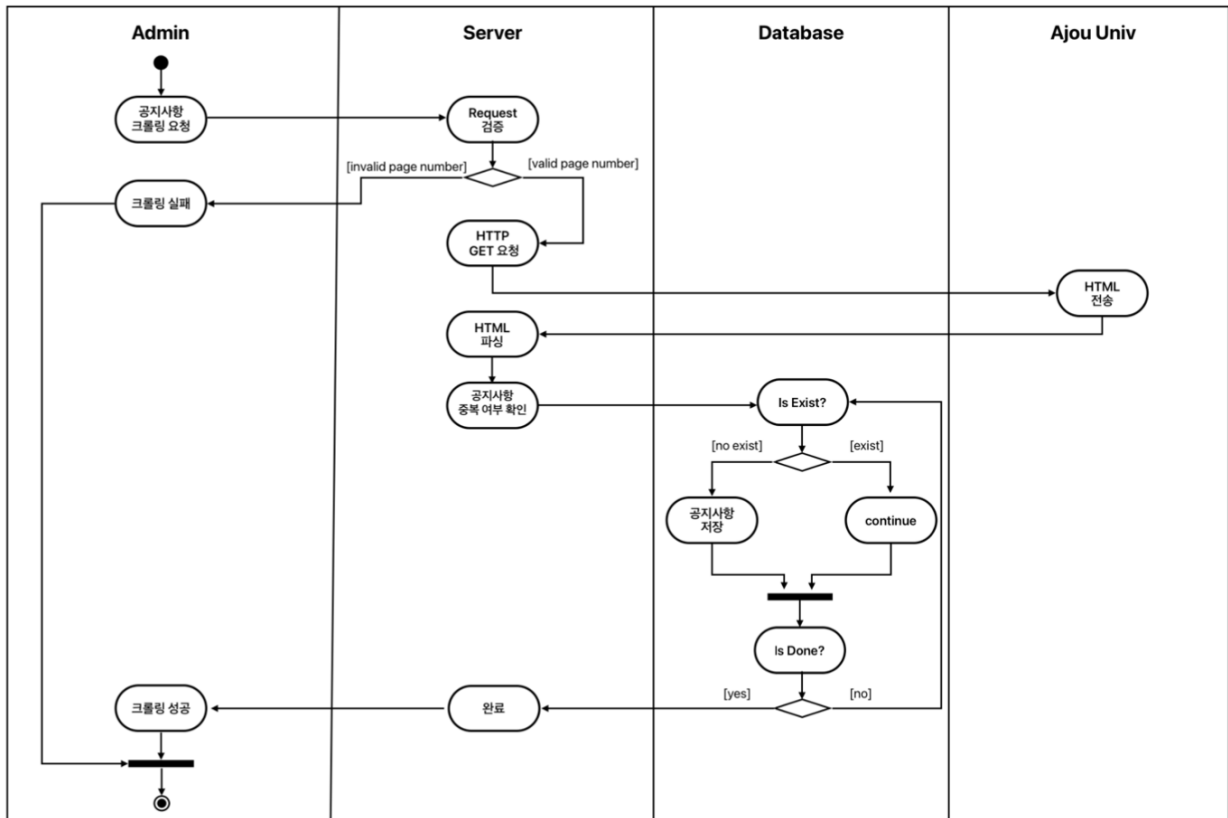 Admin
Server
Database
Ajou Univ
공지사항
크롤링 요청
Request
검증
[invalid page number]
[valid page number]
크롤링 실패
HTTP
GET 요청
HTML
전송
HTML
파싱
공지사항
중복 여부 확인
Is Exist?
[no exist]
[exist]
공지사항
저장
continue
Is Done?
[yes]
[no]
크롤링 성공
완료